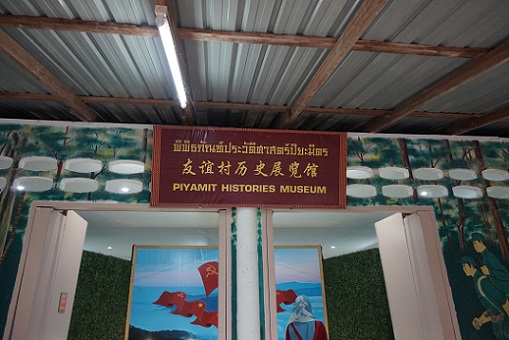 พิพิธภัณฑ์ประวัติศาสตร์ปิยะมิตร
友谊村历史展覧馆
PIYAMIT HISTORIES MUSEUM